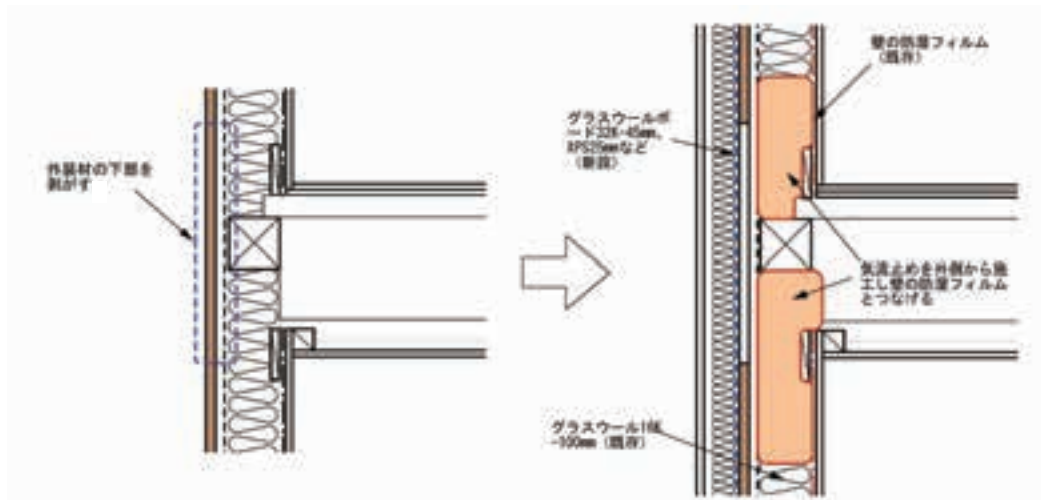 外装材の下部を
剥がす
壁の防湿フィルム
(既存)
グラスウールボ
ード32K-45mm、
XPS25mmなど
(新設)
気流止めを外側から施
工し壁の防湿フィルム
とつなげる
グラスウール16K
-100mm (既存)